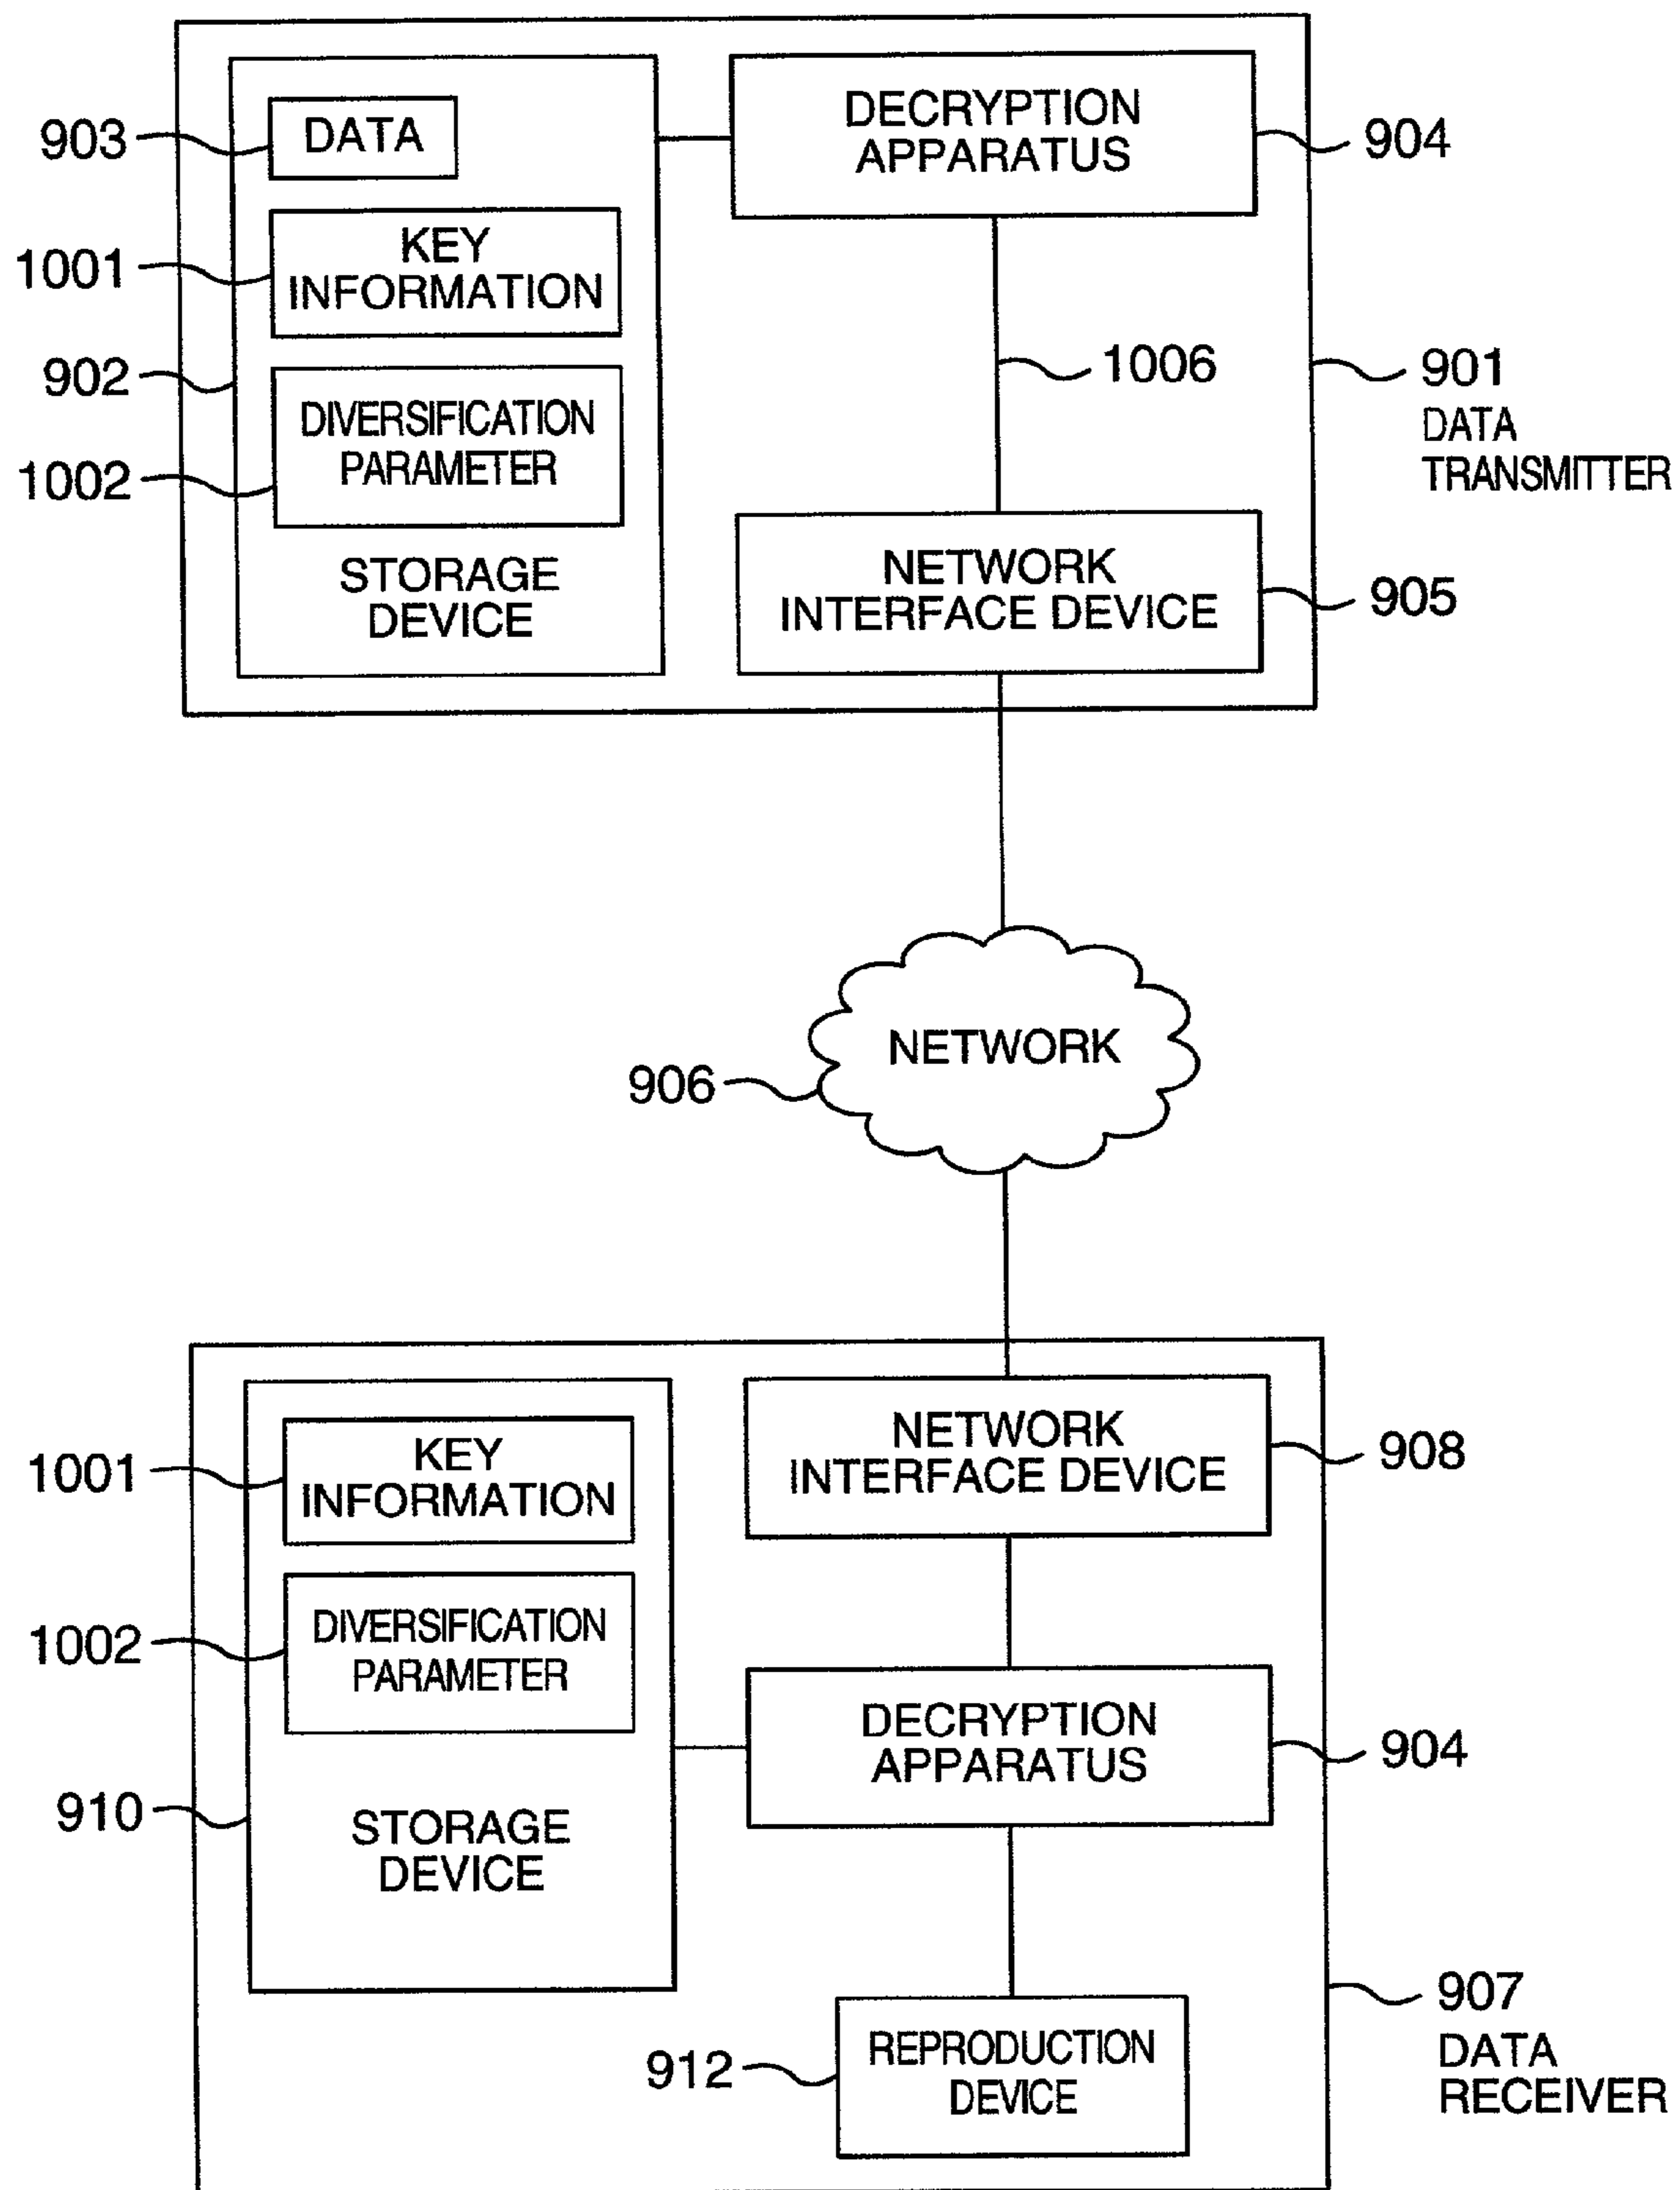 903
DATA
DECRYPTION
APPARATUS
904
1001
KEY
INFORMATION
902
1006
901
DATA
TRANSMITTER
DIVERSIFICATION
PARAMETER
1002
STORAGE
DEVICE
NETWORK
INTERFACE DEVICE
905
NETWORK
906
1001
KEY
INFORMATION
NETWORK
INTERFACE DEVICE
908
1002
DIVERSIFICATION
PARAMETER
DECRYPTION
APPARATUS
904
910
STORAGE
DEVICE
907
DATA
RECEIVER
912
REPRODUCTION
DEVICE